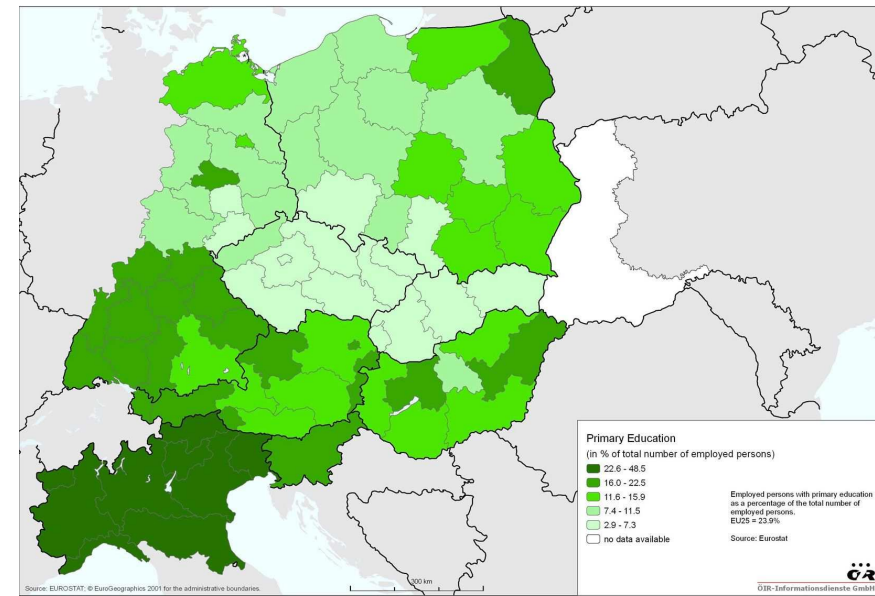 Primary Education
(in % of total number of employed persons)
22.6 - 48.5
16.0 - 22.5
11.6 - 15.9
7.4 - 11.5
2.9 - 7.3
no data available
Employed persons with primary education
as a percentage of the total number of
employed persons.
EU25 = 23.9%
Source: Eurostat
300 km
Source: EUROSTAT; © EuroGeographics 2001 for the administrative boundaries.
ÖIR-Informationsdienste GmbH